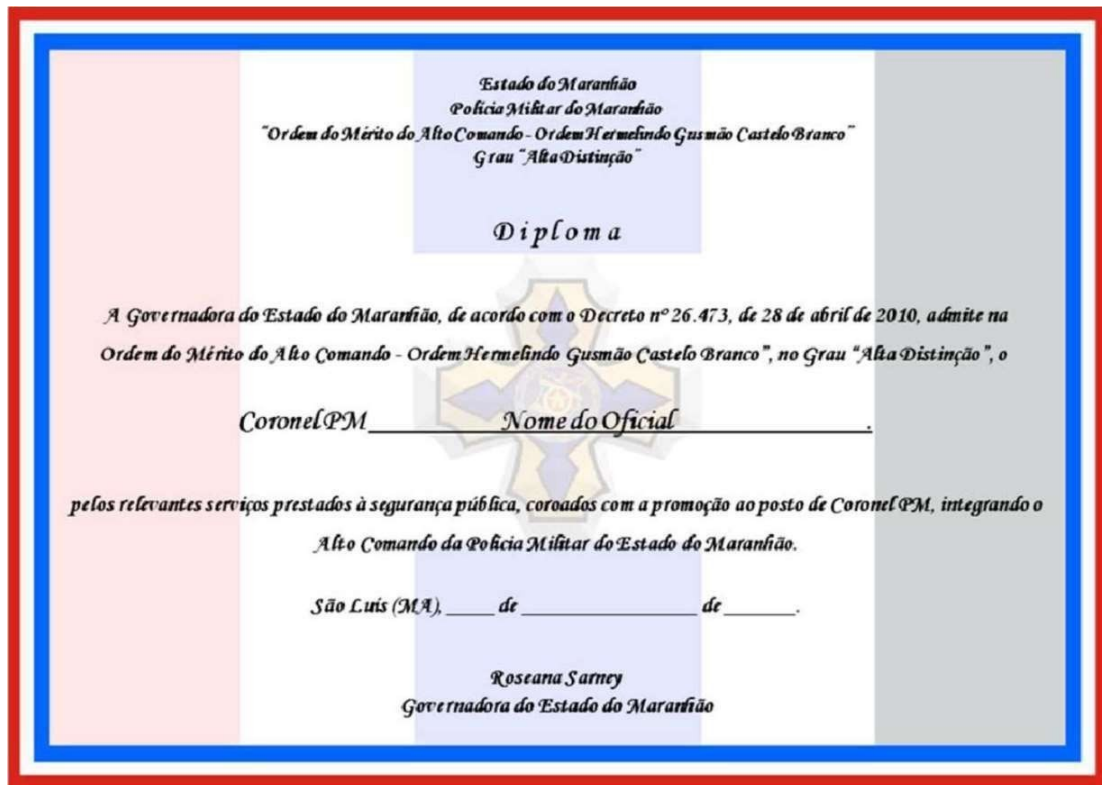 Estado do Maranhão
Polícia Militar do Maranhão
"Ordem do Mérito do Alto Comando - Ordem Hermelindo Gusmão Castelo Branco"
Grau "Alta Distinção"
Diploma
A Governadora do Estado do Maranhão, de acordo com o Decreto nº 26.473, de 28 de abril de 2010, admite na
Ordem do Mérito do Alto Comando - Ordem Hermelindo Gusmão Castelo Branco", no Grau "Alta Distinção", o
Coronel PM__________Nome do Oficial______________.
pelos relevantes serviços prestados à segurança pública, coroados com a promoção ao posto de Coronel PM, integrando o
Alto Comando da Polícia Militar do Estado do Maranhão.
São Luís (MA), ____ de ______________ de ______.
Roseana Sarney
Governadora do Estado do Maranhão